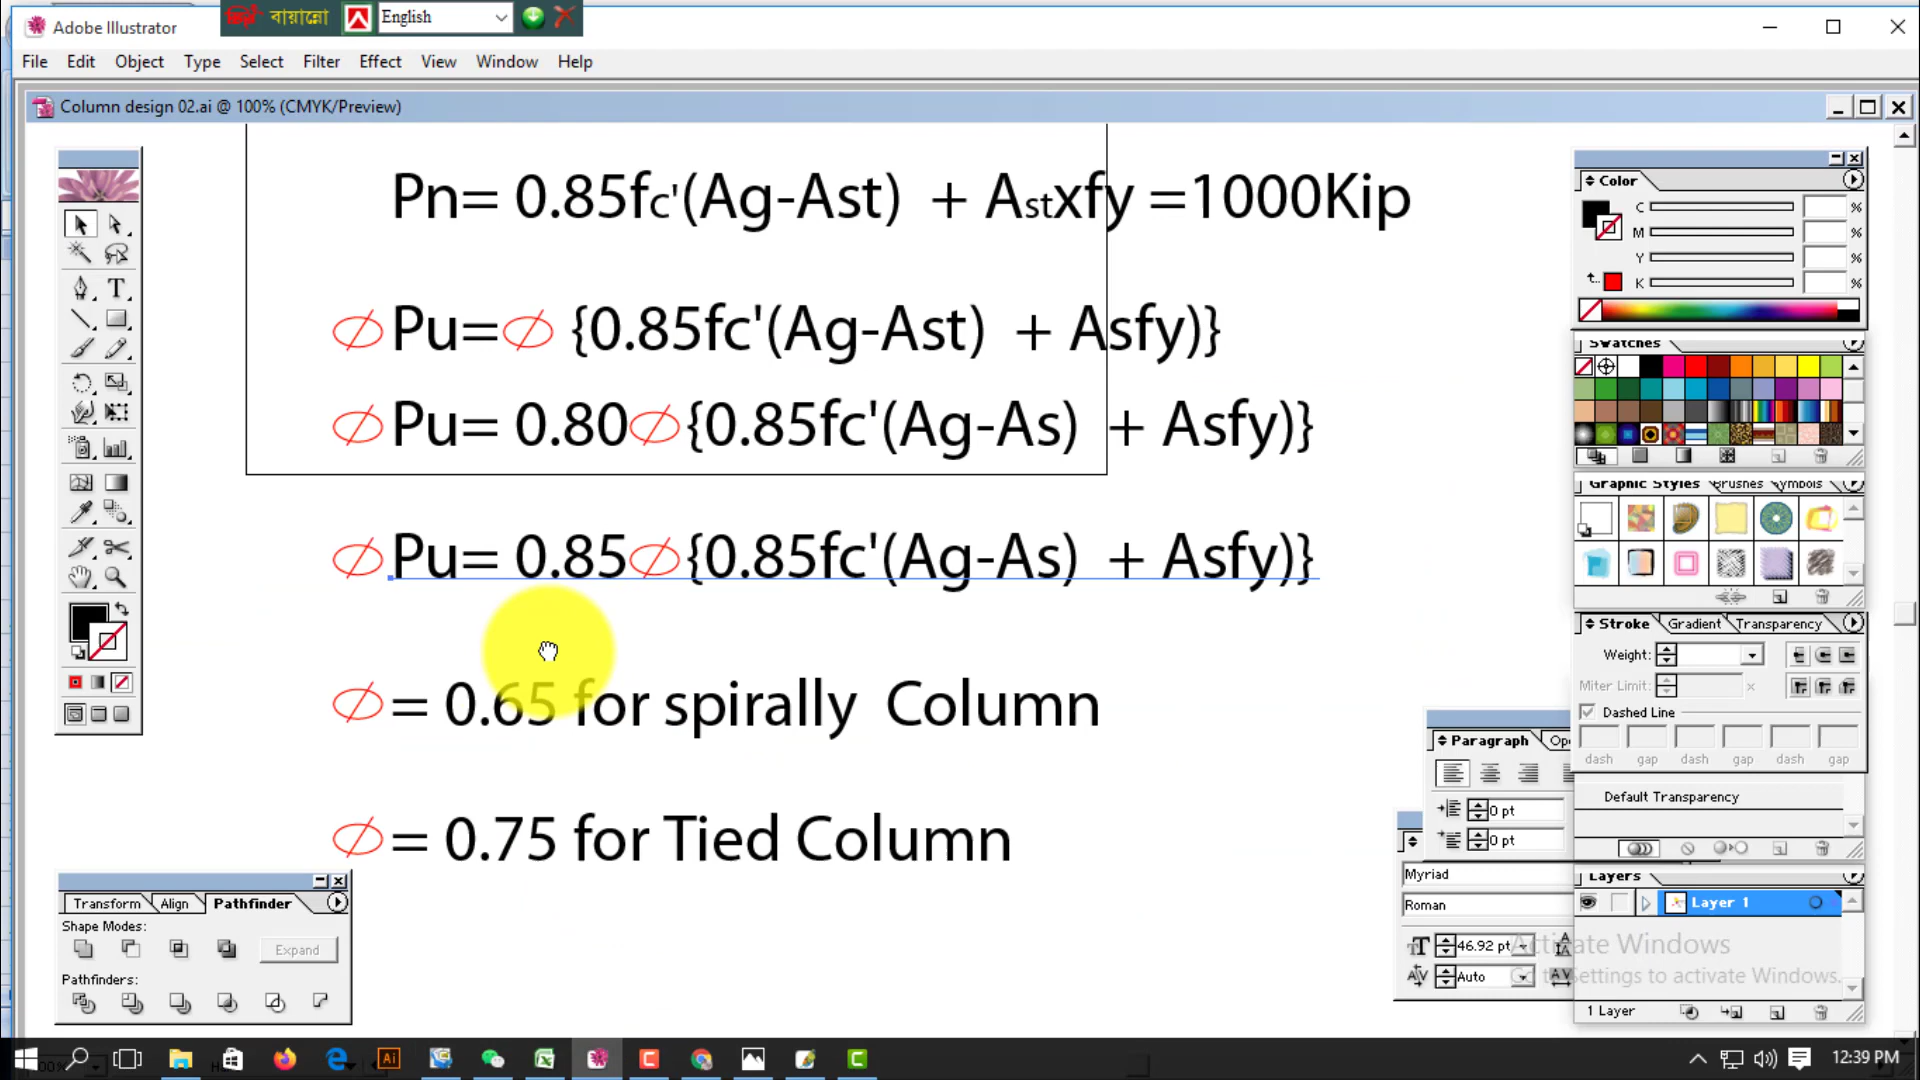 বায়ান্নো
English
Adobe Illustrator
File Edit Object Type Select Filter Effect View Window Help
Column design 02.ai @ 100% (CMYK/Preview)
Pn= 0.85fc'(Ag-Ast) + Astxfy =1000Kip
∅Pu=∅ {0.85fc'(Ag-Ast) + Asfy)}
∅Pu= 0.80∅{0.85fc'(Ag-As) + Asfy)}
∅Pu= 0.85∅{0.85fc'(Ag-As) + Asfy)}
∅= 0.65 for spirally Column
∅= 0.75 for Tied Column
Transform Align Pathfinder
Shape Modes:
Expand
Pathfinders:
Color
C %
M %
Y %
K %
Swatches
Graphic Styles Brushes Symbols
Stroke Gradient Transparency
Weight:
Miter Limit: x
Dashed Line
dash gap dash gap dash gap
Default Transparency
Paragraph
0 pt
0 pt
Myriad
Roman
46.92 pt
Auto
Layers
Layer 1
1 Layer
Activate Windows
Go to Settings to activate Windows.
12:39 PM